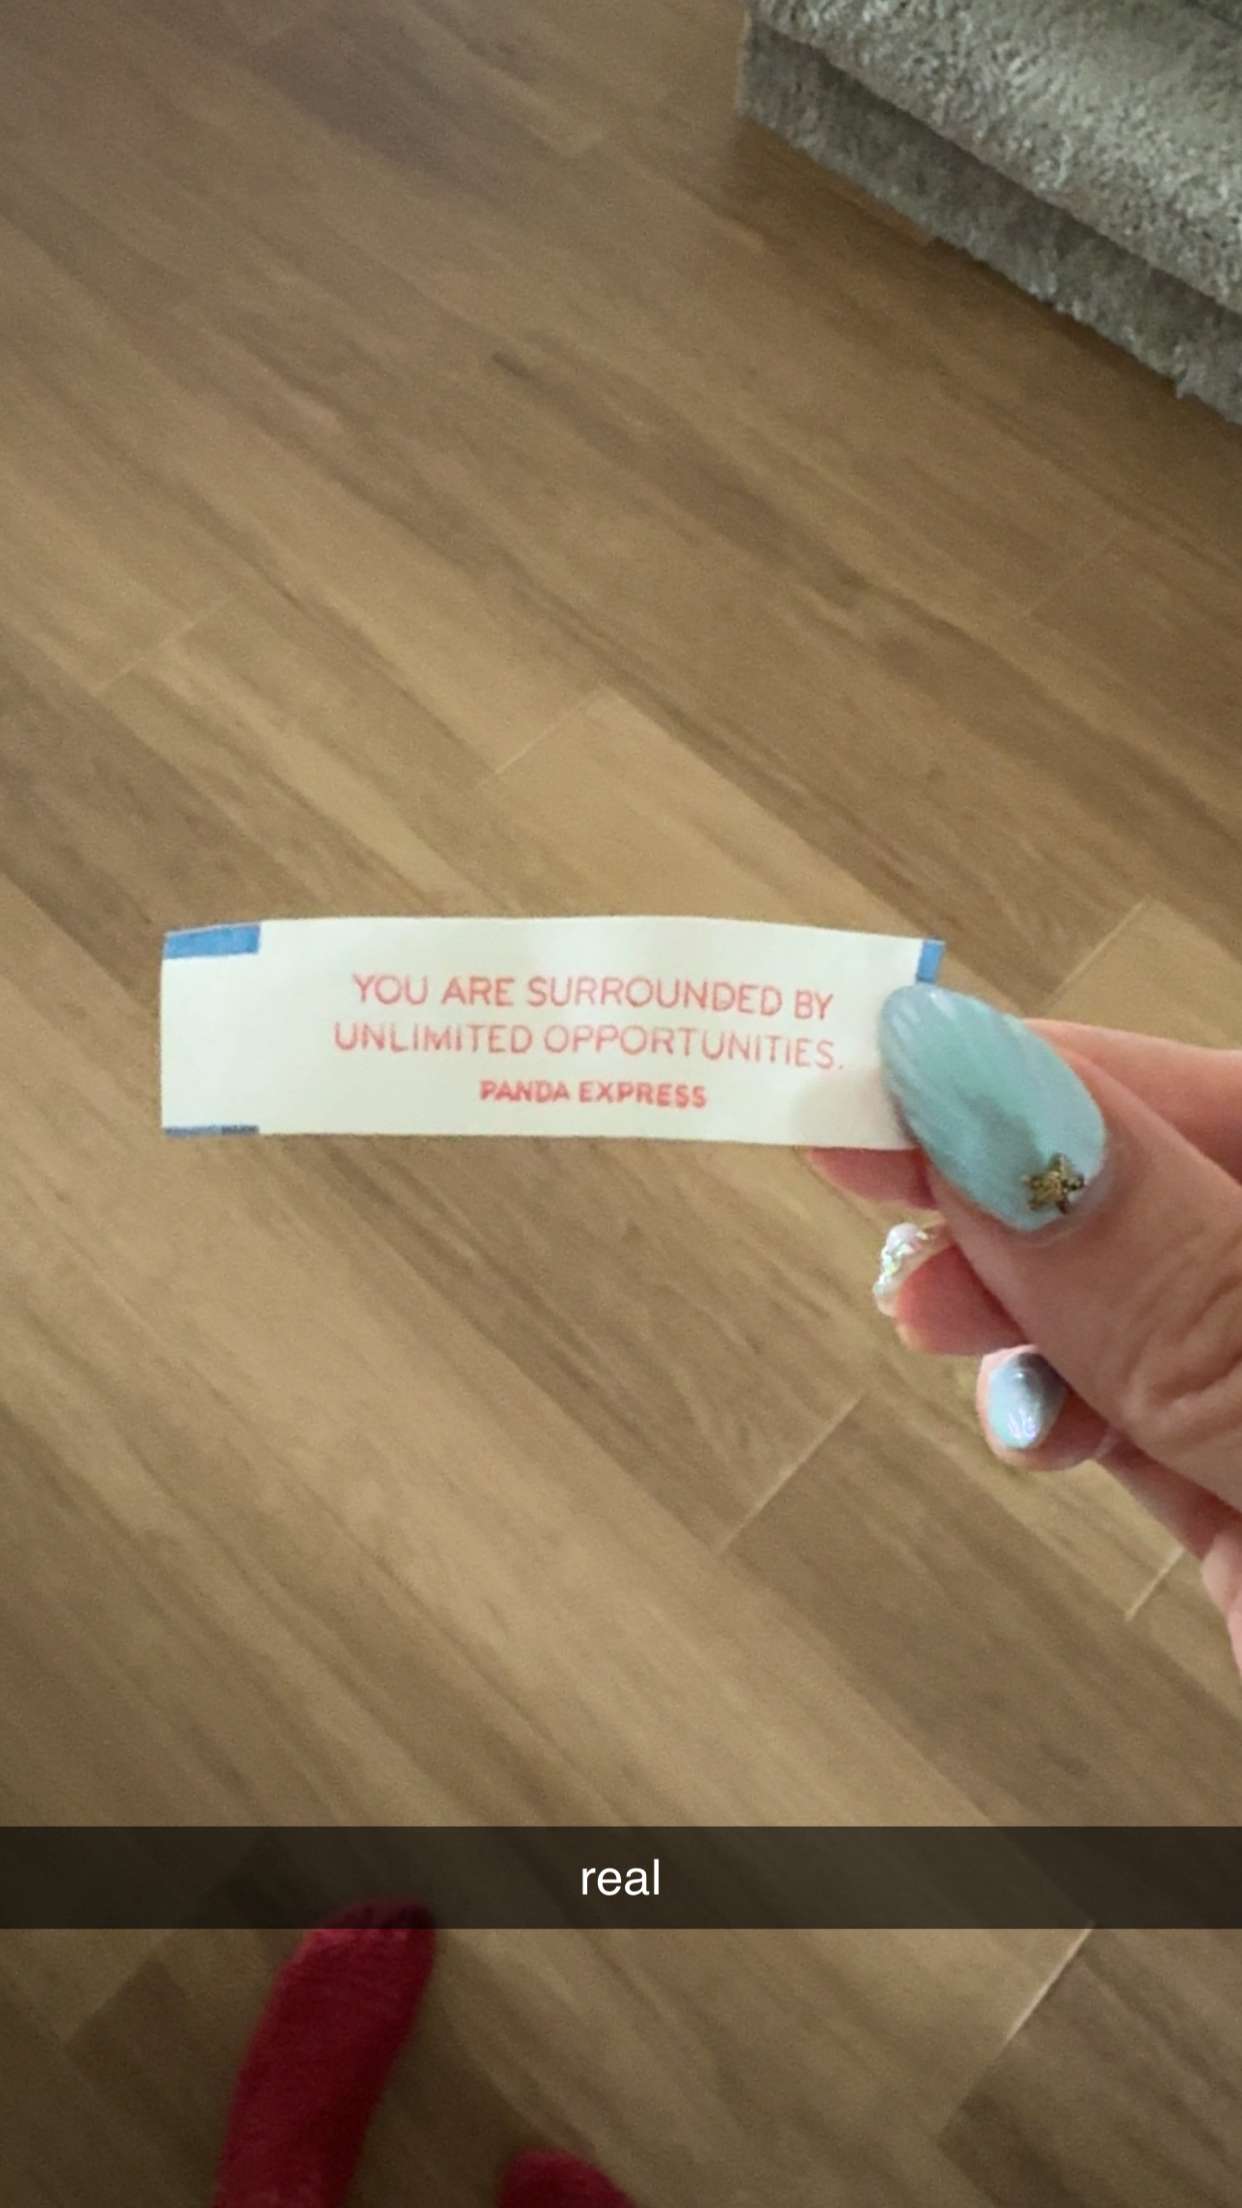 YOU ARE SURROUNDED BY
UNLIMITED OPPORTUNITIES.
PANDA EXPRESS
real